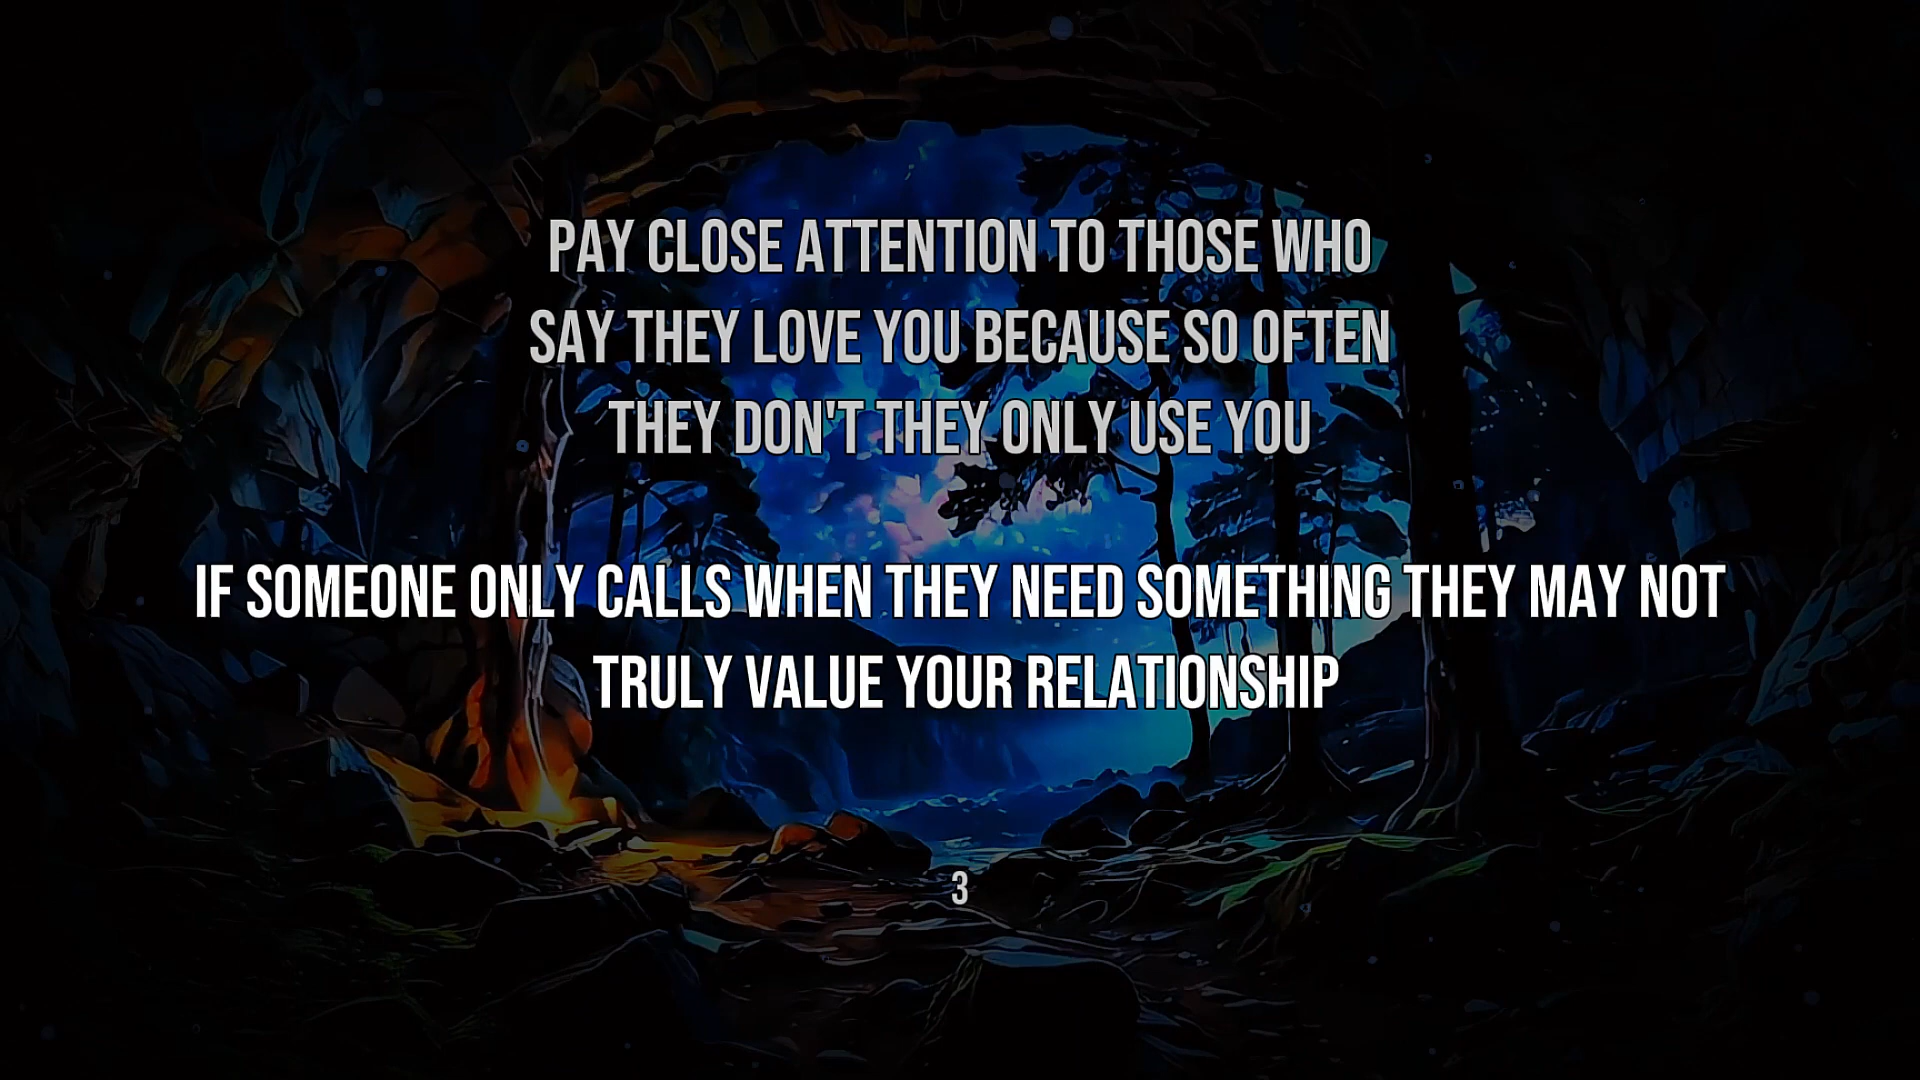 PAY CLOSE ATTENTION TO THOSE WHO
SAY THEY LOVE YOU BECAUSE SO OFTEN
THEY DON'T THEY ONLY USE YOU
IF SOMEONE ONLY CALLS WHEN THEY NEED SOMETHING THEY MAY NOT
TRULY VALUE YOUR RELATIONSHIP
3